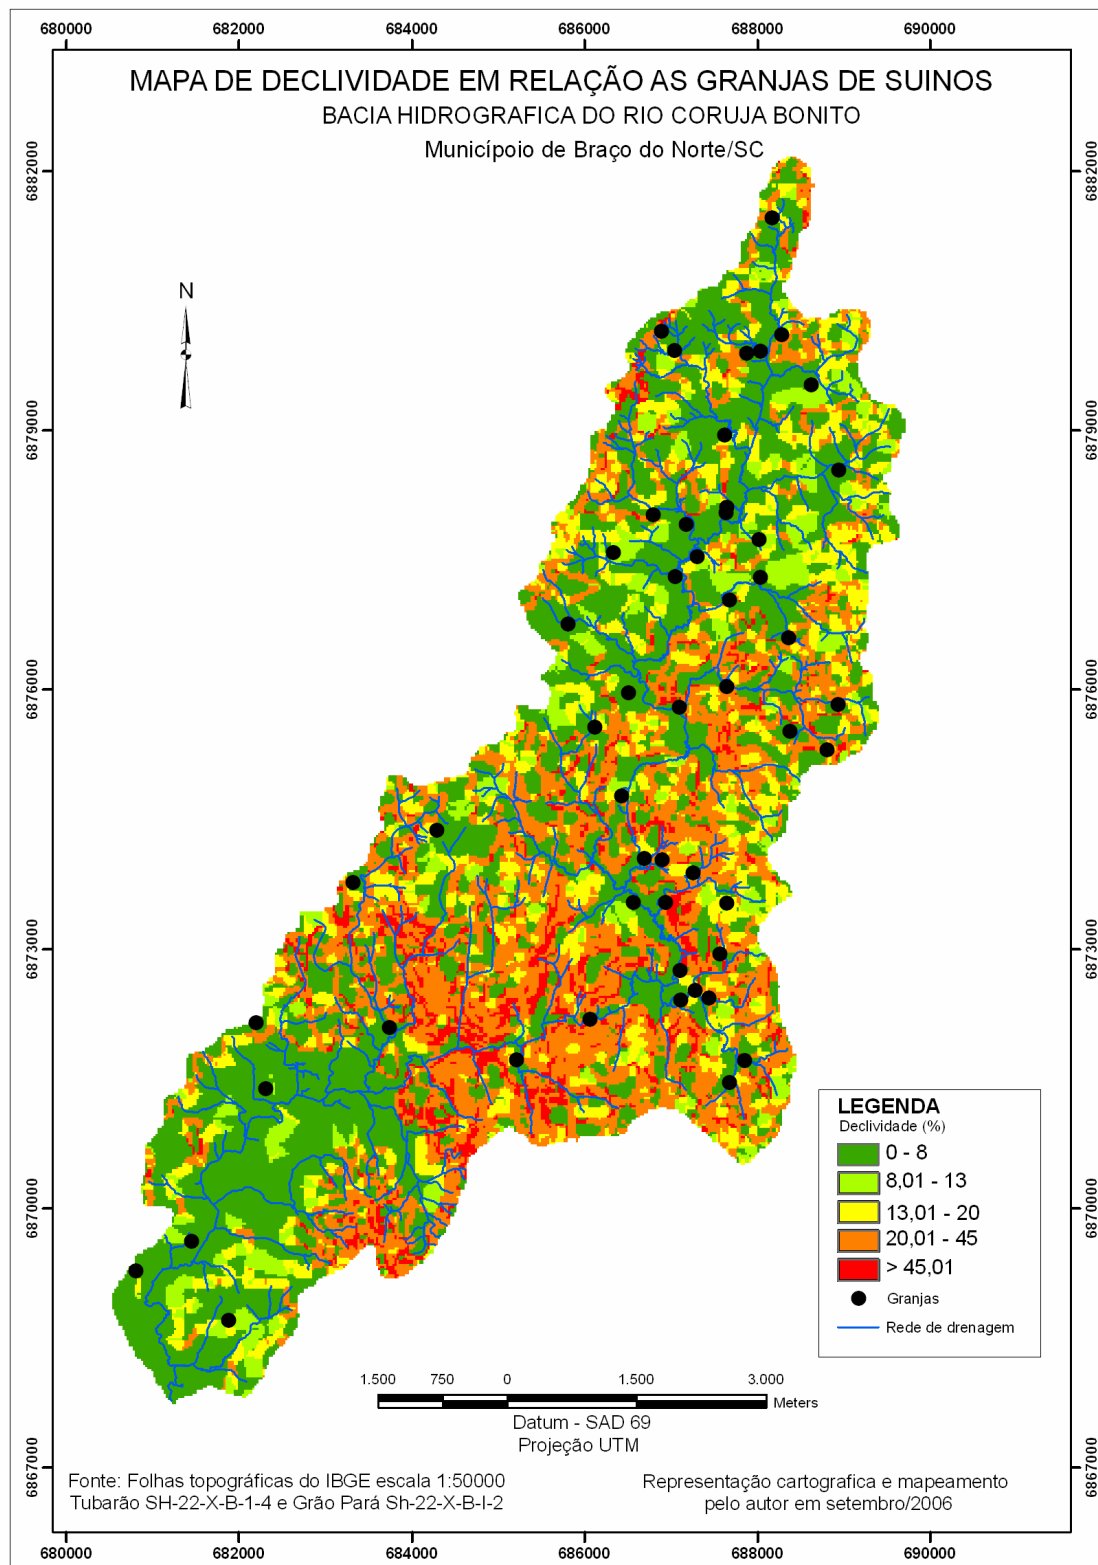 680000 682000 684000 686000 688000 690000
MAPA DE DECLIVIDADE EM RELAÇÃO AS GRANJAS DE SUINOS
BACIA HIDROGRAFICA DO RIO CORUJA BONITO
Municípoio de Braço do Norte/SC
6882000 6882000
N
6879000 6879000
6876000 6876000
6873000 6873000
LEGENDA
Declividade (%)
0 - 8
8,01 - 13
13,01 - 20
20,01 - 45
> 45,01
Granjas
Rede de drenagem
6870000 6870000
1.500 750 0 1.500 3.000
Meters
Datum - SAD 69
Projeção UTM
6867000 6867000
Fonte: Folhas topográficas do IBGE escala 1:50000
Tubarão SH-22-X-B-1-4 e Grão Pará Sh-22-X-B-I-2
Representação cartografica e mapeamento
pelo autor em setembro/2006
680000 682000 684000 686000 688000 690000